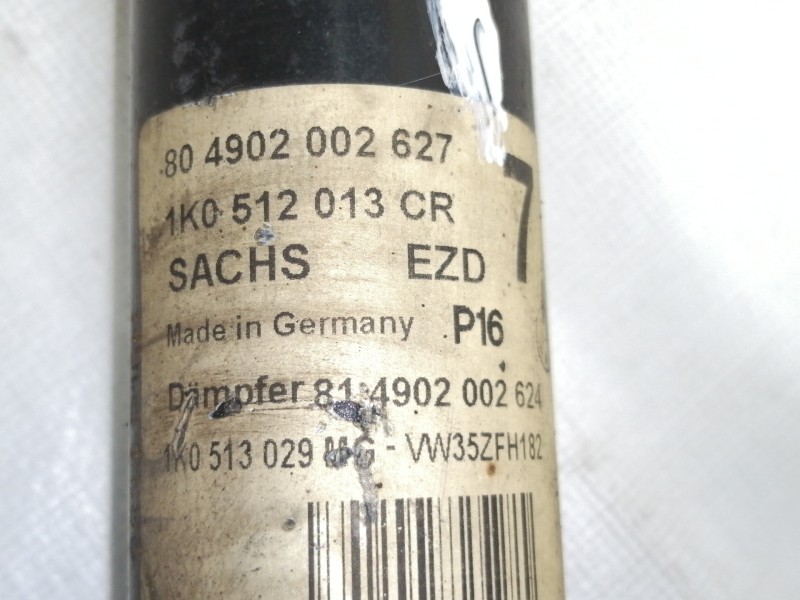 80 4902 002 627
1K0 512 013 CR 7
SACHS EZD
Made in Germany P16
Dämpfer 81 4902 002 624
1K0 513 029 MG - VW35ZFH182